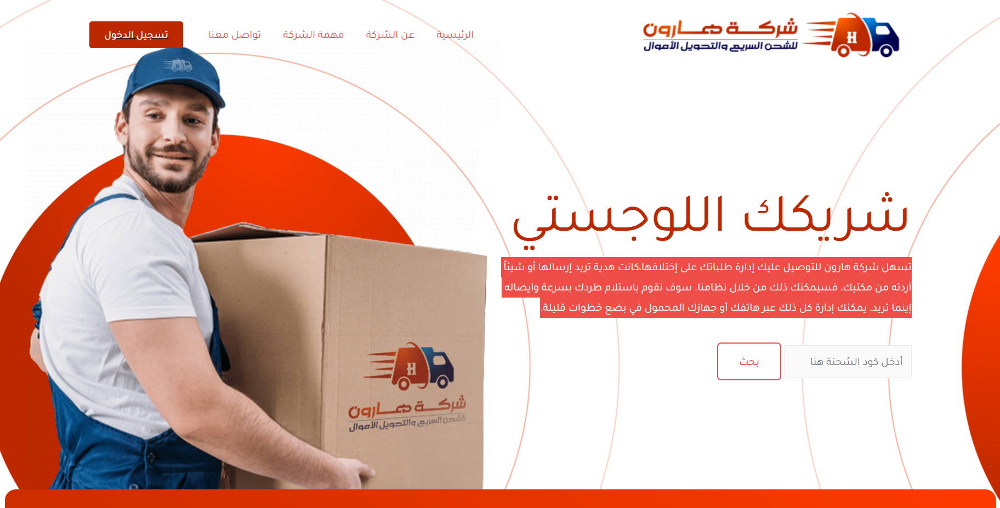 شركة هارون
للشحن السريع والتحويل الأموال
H
الرئيسية
عن الشركة
مهمة الشركة
تواصل معنا
تسجيل الدخول
شريكك اللوجستي
تسهل شركة هارون للتوصيل عليك إدارة طلباتك على إختلافها،كانت هدية تريد إرسالها أو شيئاً
أردته من مكتبك، فسيمكنك ذلك من خلال نظامنا. سوف نقوم باستلام طردك بسرعة وايصاله
إينما تريد. يمكنك إدارة كل ذلك عبر هاتفك أو جهازك المحمول في بضع خطوات قليلة.
أدخل كود الشحنة هنا
بحث
H
H
شركة هارون
للشحن السريع والتحويل الأموال